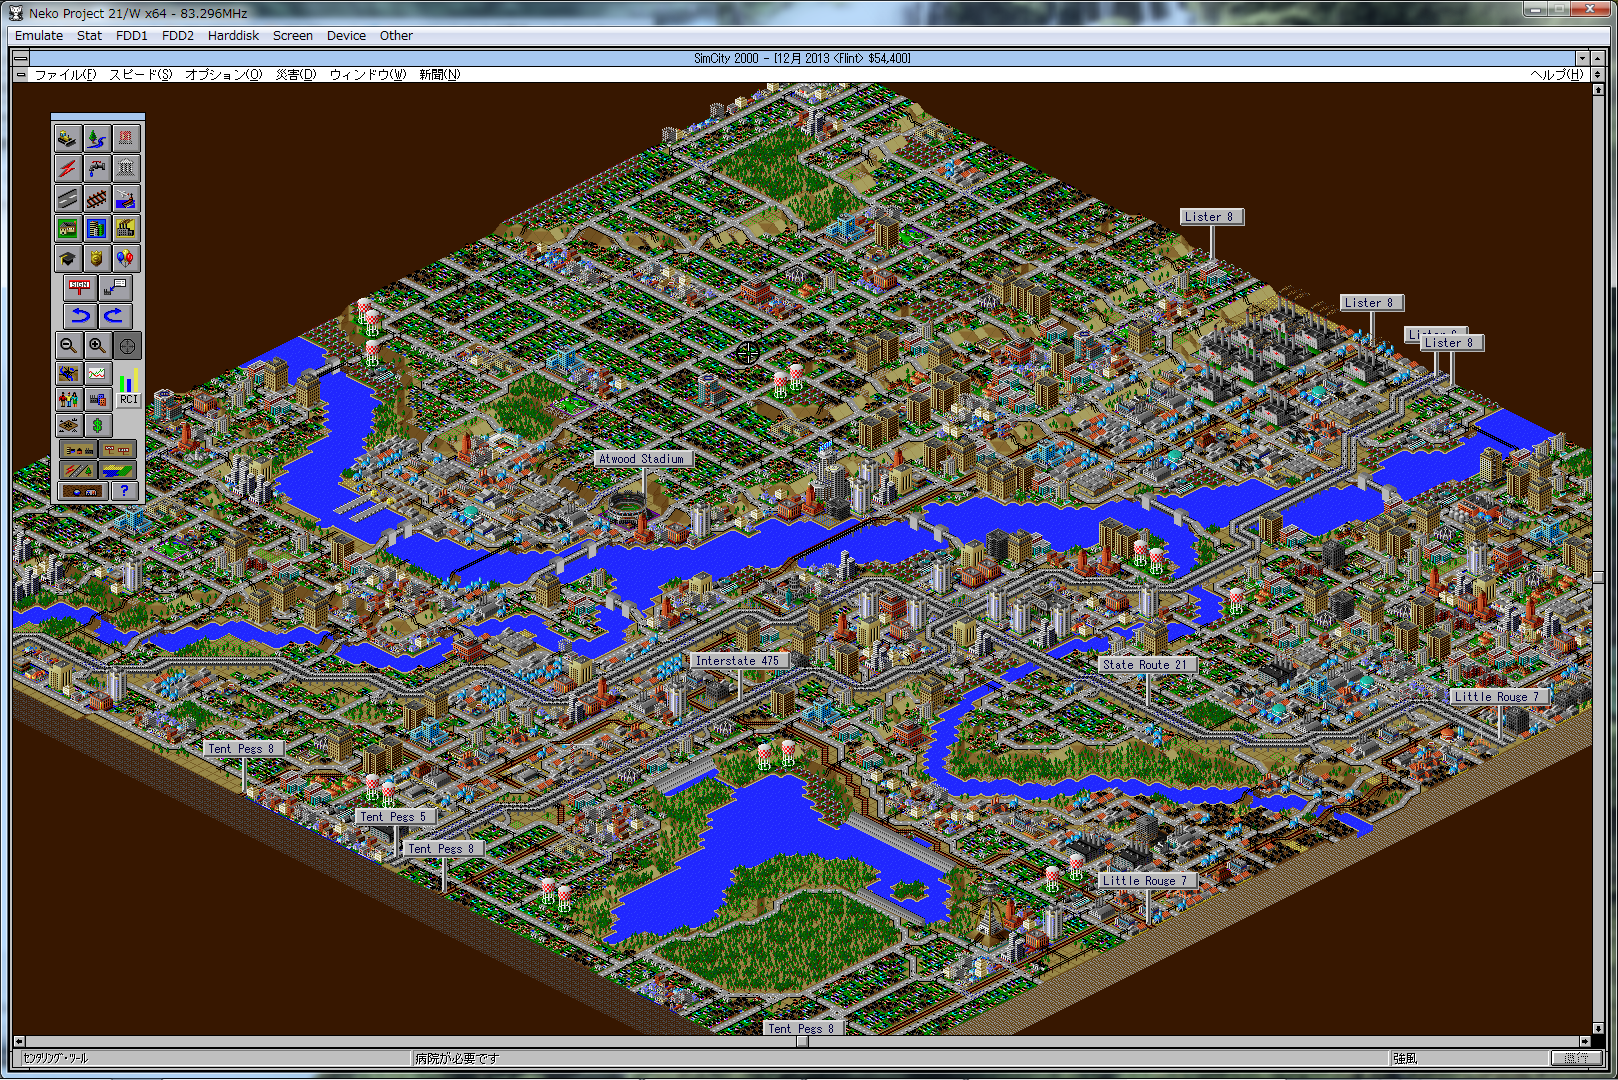 Neko Project 21/W x64 - 83.296MHz
Emulate Stat FDD1 FDD2 Harddisk Screen Device Other
SimCity 2000 - [12月 2013 <Flint> $54,400]
ファイル(F) スピード(S) オプション(O) 災害(D) ウィンドウ(W) 新聞(N) ヘルプ(H)
SIGN
RCI
?
Lister 8
Lister 8
Lister 8
Atwood Stadium
Interstate 475
State Route 21
Little Rouge 7
Tent Pegs 8
Tent Pegs 5
Tent Pegs 8
Little Rouge 7
Tent Pegs 8
センタリング・ツール 病院が必要です 強風